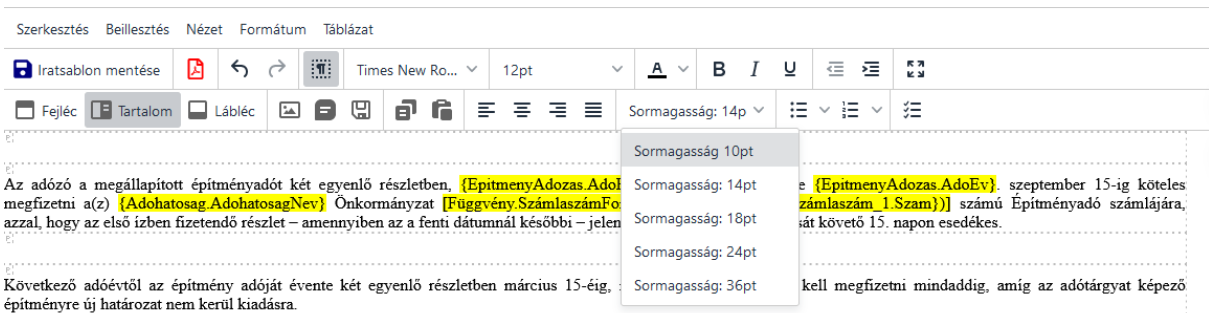 Szerkesztés Beillesztés Nézet Formátum Táblázat
Iratsablon mentése Times New Ro... 12pt A B I U
Fejléc Tartalom Lábléc Sormagasság: 14p
Sormagasság 10pt
Sormagasság: 14pt
Sormagasság: 18pt
Sormagasság: 24pt
Sormagasság: 36pt
Az adózó a megállapított építményadót két egyenlő részletben, {EpitmenyAdozas.AdoE {EpitmenyAdozas.AdoEv}. szeptember 15-ig köteles
megfizetni a(z) {Adohatosag.AdohatosagNev} Önkormányzat [Függvény.SzámlaszámFo számlaszám_1.Szam})] számú Építményadó számlájára,
azzal, hogy az első ízben fizetendő részlet – amennyiben az a fenti dátumnál későbbi – jelen sát követő 15. napon esedékes.
Következő adóévtől az építmény adóját évente két egyenlő részletben március 15-éig, kell megfizetni mindaddig, amíg az adótárgyat képező
építményre új határozat nem kerül kiadásra.